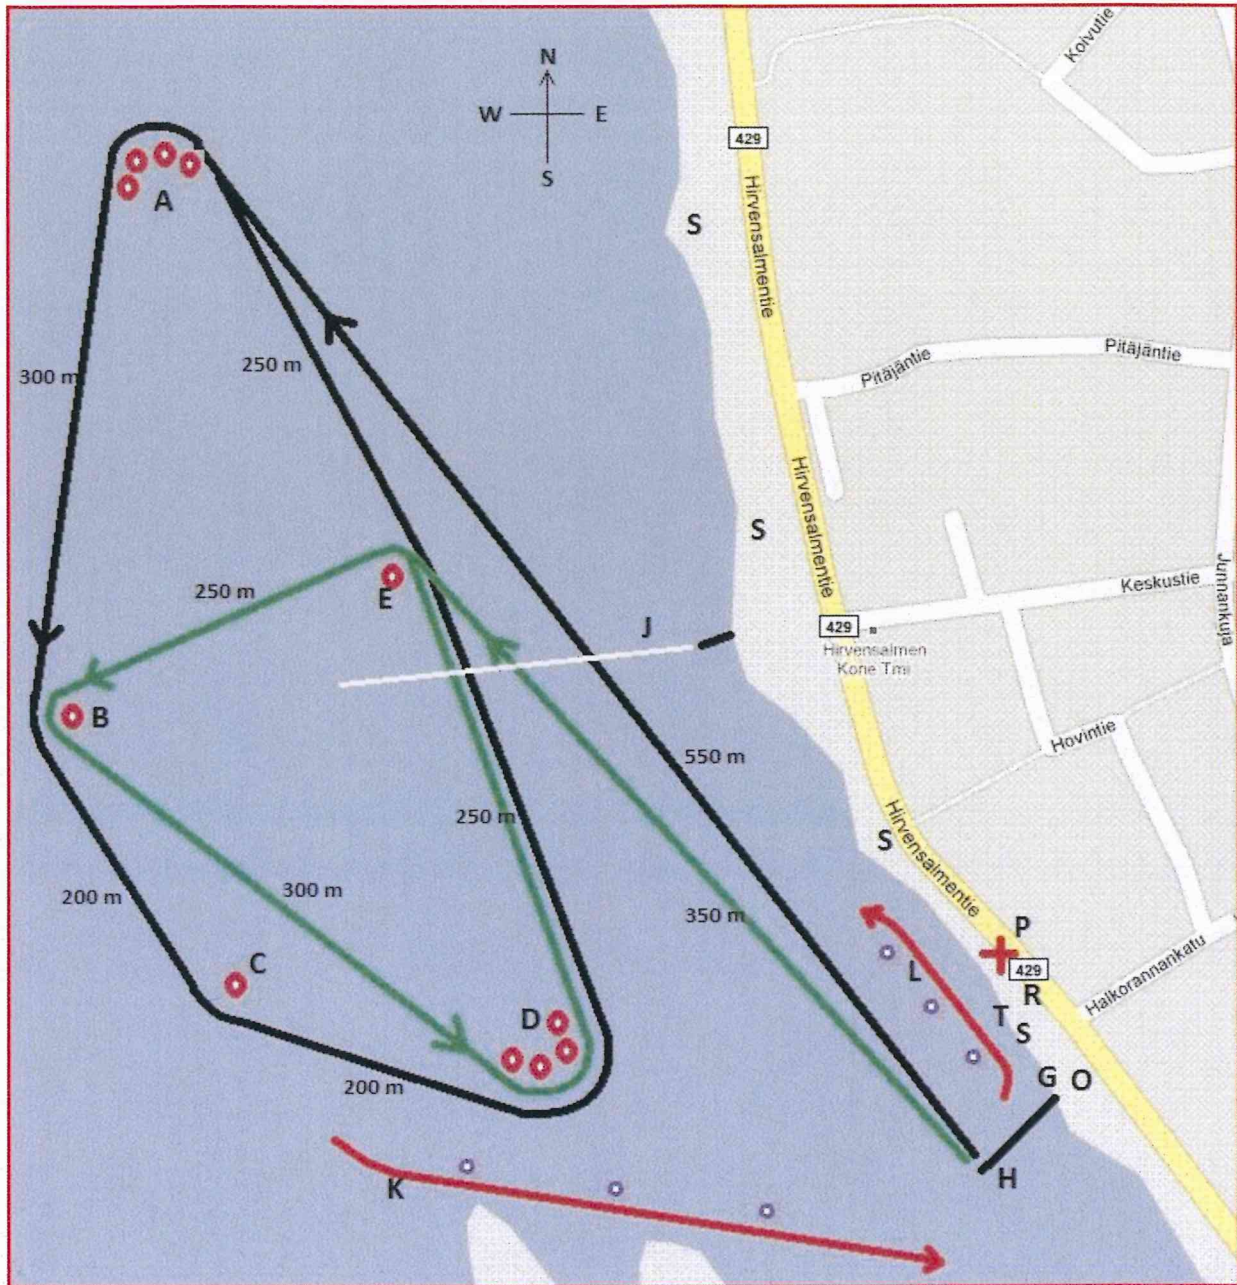 Koivutie
N
W E
S
429
Hirvensalmentie
A
S
Pitäjäntie
Pitäjäntie
250 m
300 m
Hirvensalmentie
S
Junnankuja
Keskustie
250 m
E
J
429
Hirvensalmen
Kone Tmi
B
Hovintie
550 m
250 m
Hirvensalmentie
S
300 m
200 m
350 m
P
C
L
429
Halkorannankatu
R
D
T S
200 m
G O
H
K